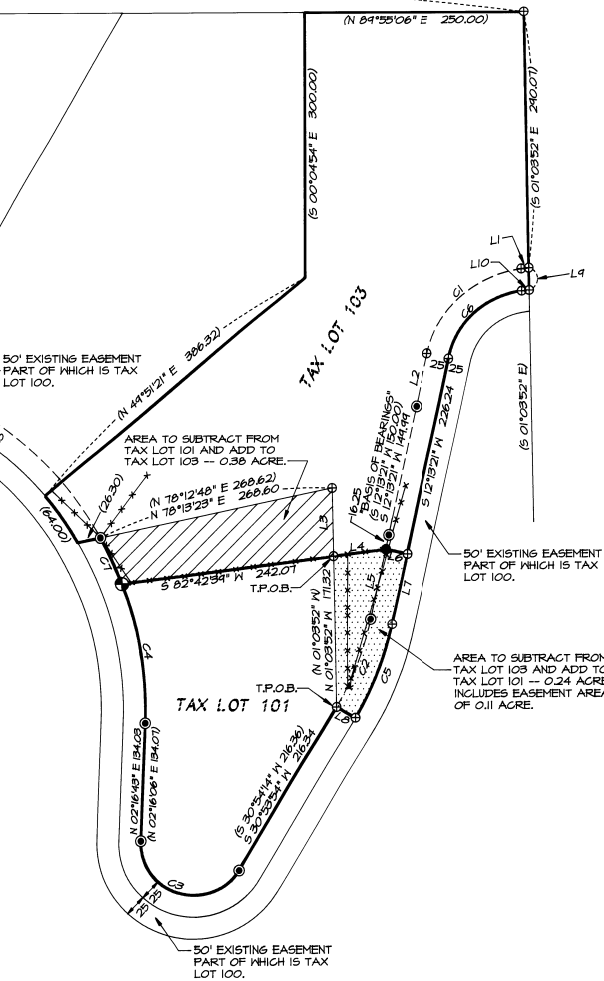 (N 89°55'06" E 250.00)
(S 00°04'54" E 300.00)
(S 01°03'52" E 290.07)
L1
L10
L9
C1
C6
(N 49°51'21" E 386.32)
TAX LOT 103
50' EXISTING EASEMENT
PART OF WHICH IS TAX
LOT 100.
25
25
L2
(S 01°03'52" E)
AREA TO SUBTRACT FROM
TAX LOT 101 AND ADD TO
TAX LOT 103 -- 0.38 ACRE.
"BASIS OF BEARINGS"
(S 12°13'21" W 150.00)
S 12°13'21" W 149.99
S 12°13'21" W 226.24
16.25
(26.30)
(N 78°12'48" E 268.62)
N 78°13'23" E 268.60
(64.00)
L3
L4
L6
C7
S 82°42'39" W 242.07
T.P.O.B.
50' EXISTING EASEMENT
PART OF WHICH IS TAX
LOT 100.
(N 01°03'52" W)
N 01°03'52" W 171.32
L5
L7
C2
C5
C4
AREA TO SUBTRACT FROM
TAX LOT 103 AND ADD TO
TAX LOT 101 -- 0.24 ACRE
INCLUDES EASEMENT AREA
OF 0.11 ACRE.
T.P.O.B.
TAX LOT 101
L8
N 02°16'43" E 134.03
(N 02°16'06" E 134.07)
(S 30°54'14" W 216.36)
S 30°53'54" W 216.34
C3
25
25
50' EXISTING EASEMENT
PART OF WHICH IS TAX
LOT 100.